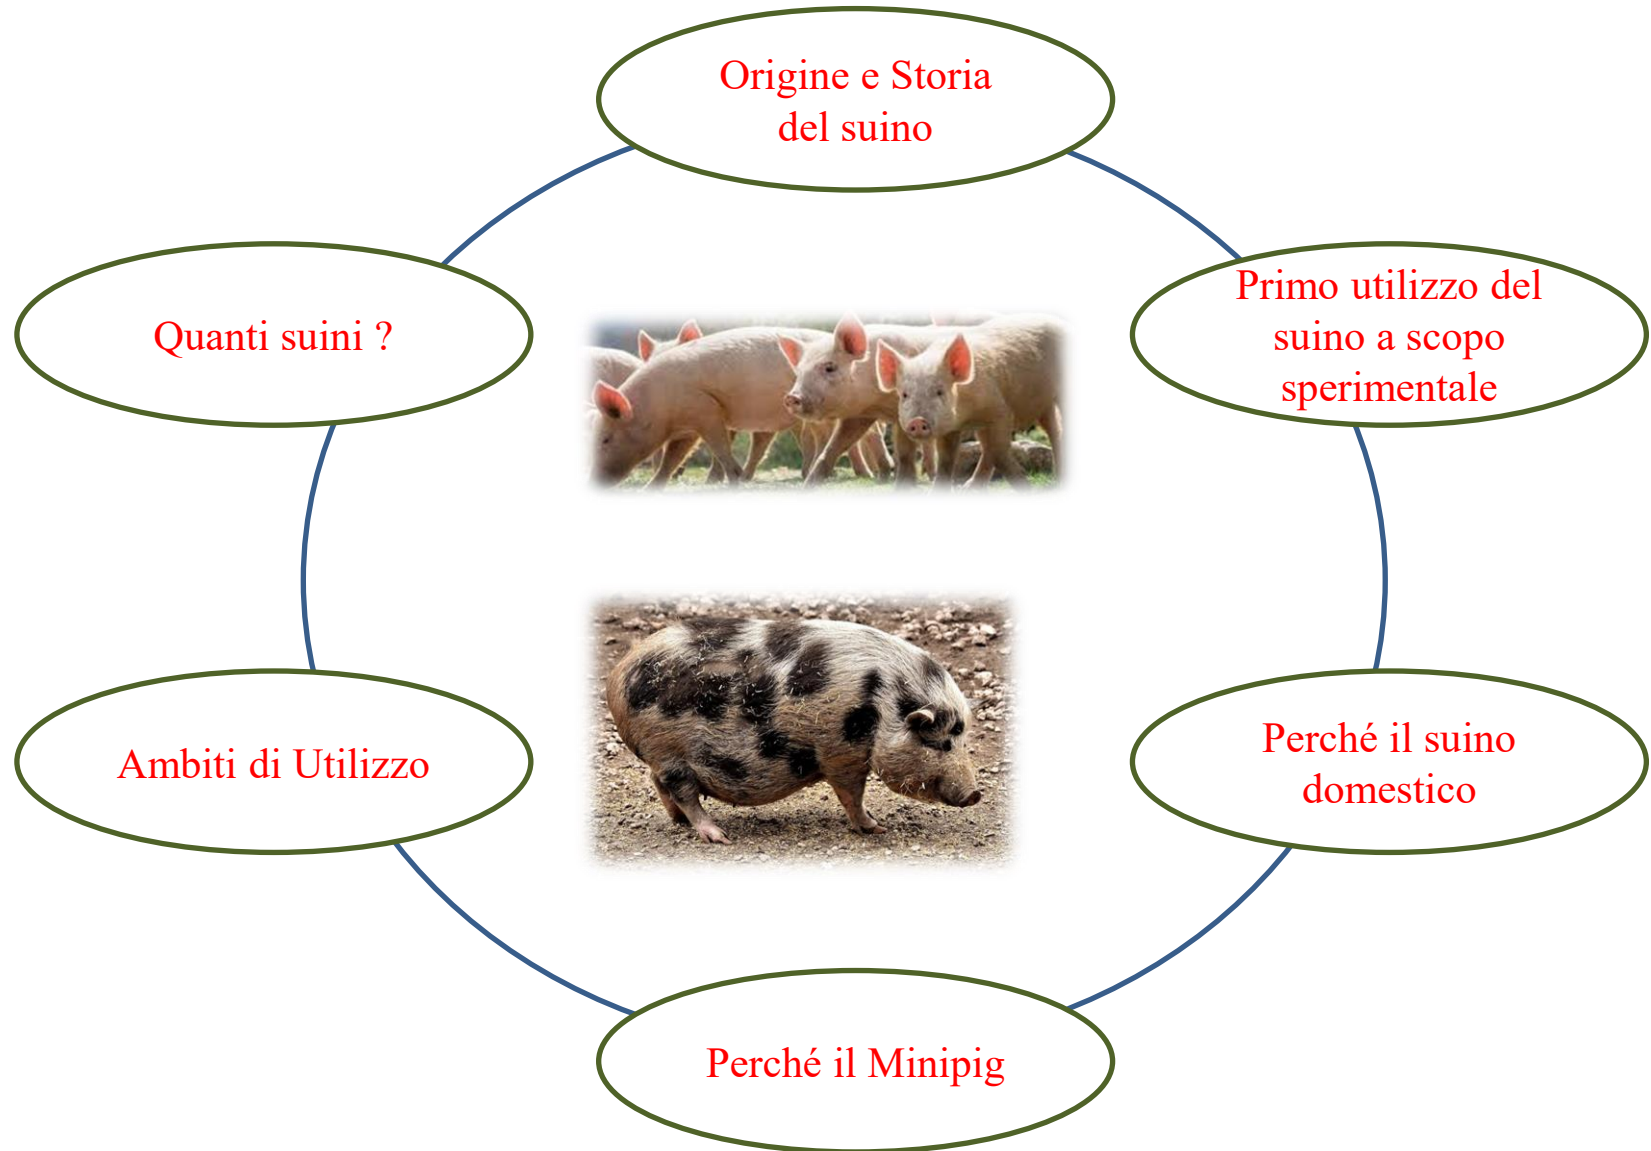 Origine e Storia
del suino
Primo utilizzo del
suino a scopo
sperimentale
Perché il suino
domestico
Perché il Minipig
Ambiti di Utilizzo
Quanti suini ?